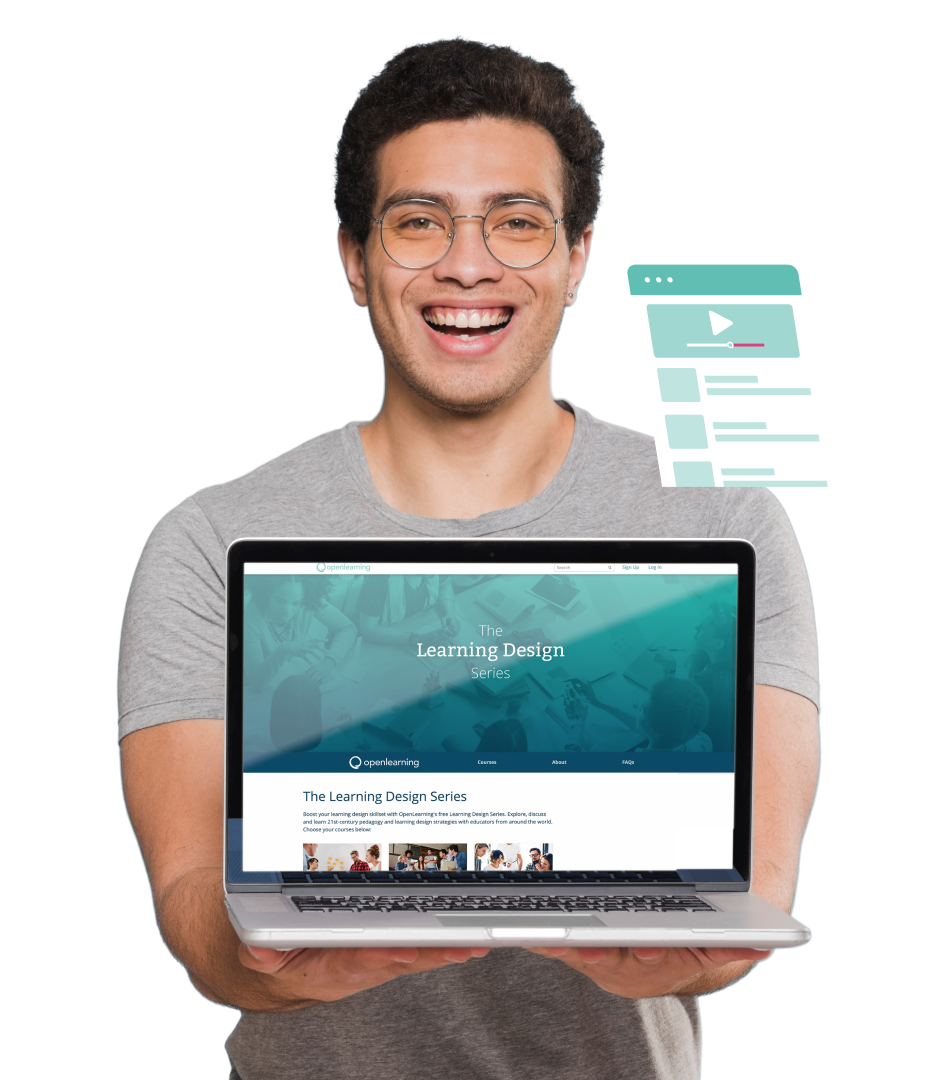 openlearning
Search
Sign Up
Log In
The
Learning Design
Series
openlearning
Courses
About
FAQs
The Learning Design Series
Boost your learning design skillset with OpenLearning's free Learning Design Series. Explore, discuss
and learn 21st-century pedagogy and learning design strategies with educators from around the world.
Choose your courses below: